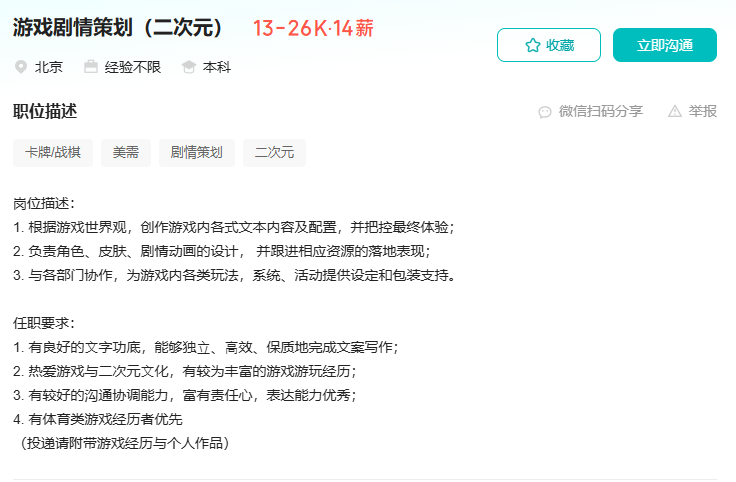 游戏剧情策划（二次元） 13-26K·14薪
收藏 立即沟通
北京 经验不限 本科
职位描述
微信扫码分享 举报
卡牌/战棋 美需 剧情策划 二次元
岗位描述：
1. 根据游戏世界观，创作游戏内各式文本内容及配置，并把控最终体验；
2. 负责角色、皮肤、剧情动画的设计， 并跟进相应资源的落地表现；
3. 与各部门协作，为游戏内各类玩法，系统、活动提供设定和包装支持。
任职要求：
1. 有良好的文字功底，能够独立、高效、保质地完成文案写作；
2. 热爱游戏与二次元文化，有较为丰富的游戏游玩经历；
3. 有较好的沟通协调能力，富有责任心，表达能力优秀；
4. 有体育类游戏经历者优先
（投递请附带游戏经历与个人作品）